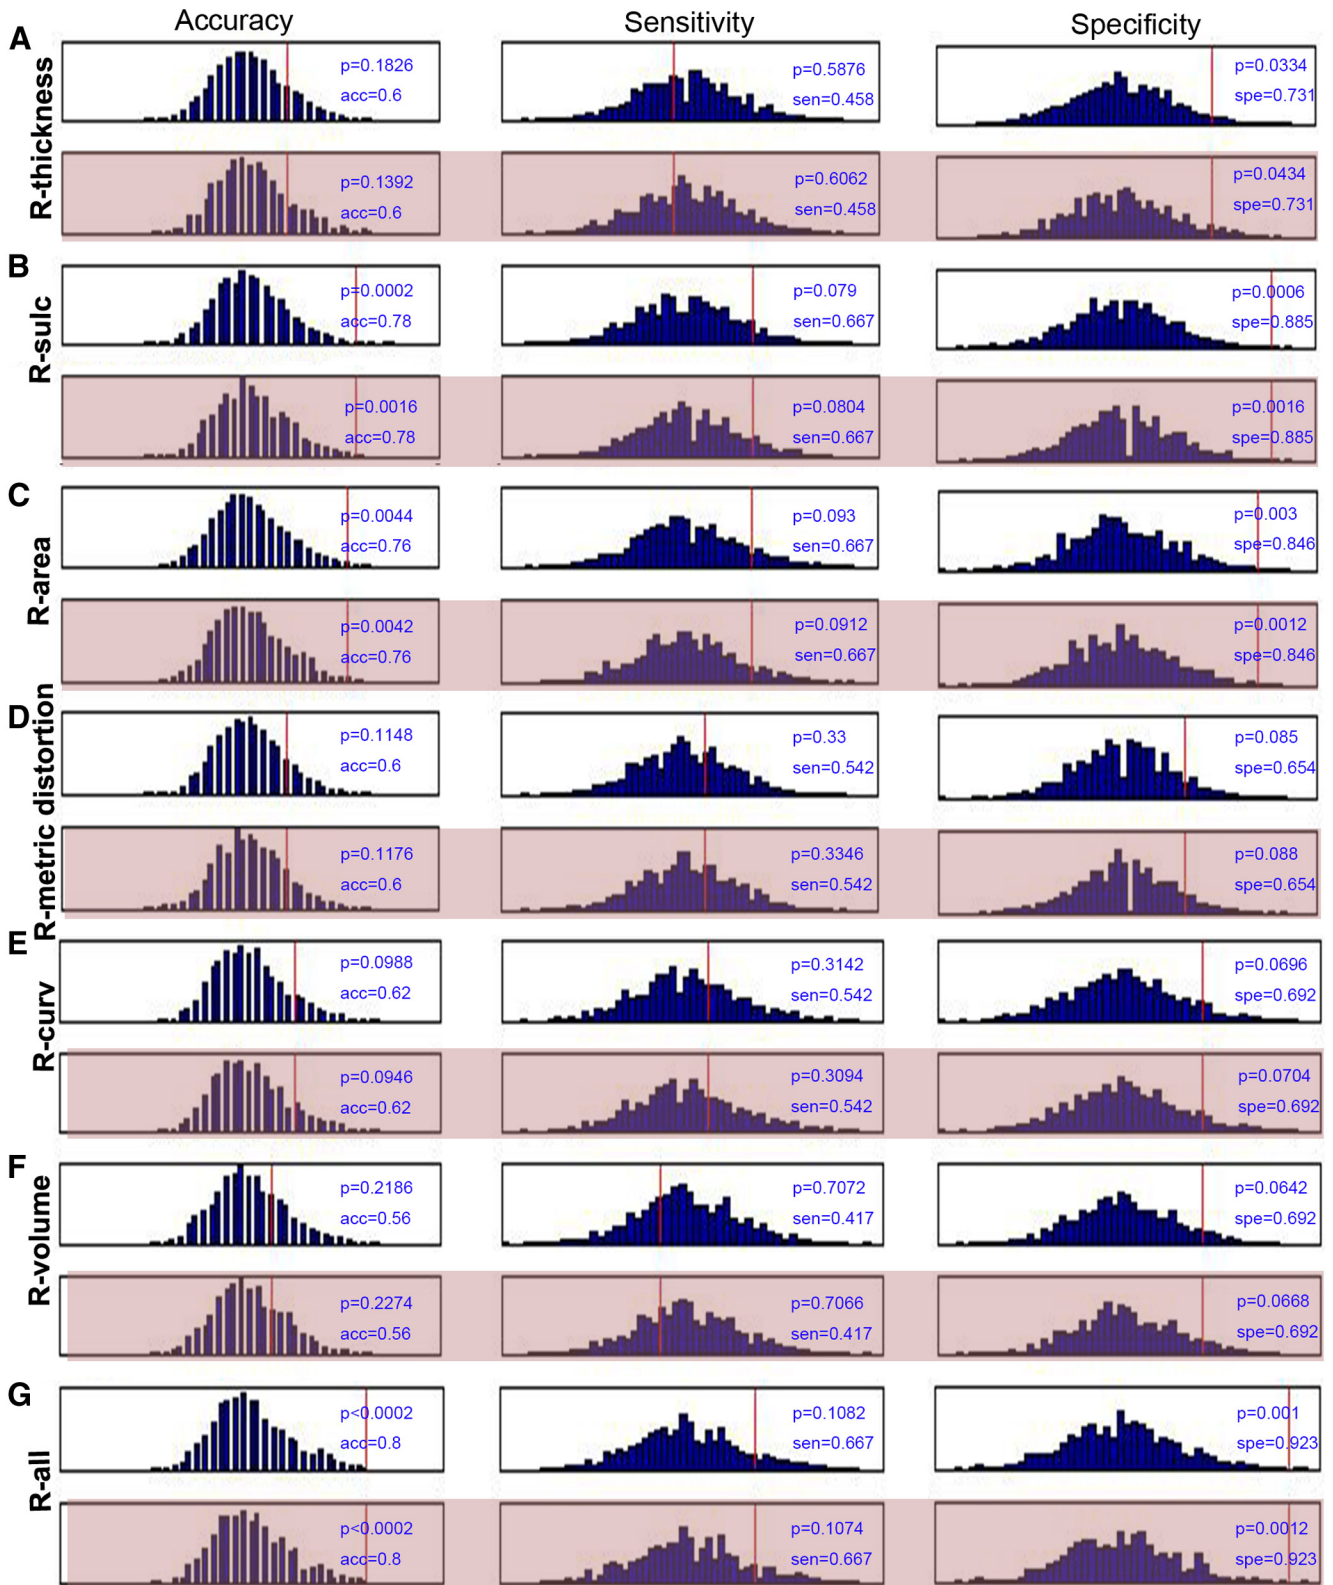 Accuracy Sensitivity Specificity
A
R-thickness
p=0.1826
acc=0.6
p=0.5876
sen=0.458
p=0.0334
spe=0.731
p=0.1392
acc=0.6
p=0.6062
sen=0.458
p=0.0434
spe=0.731
B
R-sulc
p=0.0002
acc=0.78
p=0.079
sen=0.667
p=0.0006
spe=0.885
p=0.0016
acc=0.78
p=0.0804
sen=0.667
p=0.0016
spe=0.885
C
R-area
p=0.0044
acc=0.76
p=0.093
sen=0.667
p=0.003
spe=0.846
p=0.0042
acc=0.76
p=0.0912
sen=0.667
p=0.0012
spe=0.846
D
R-metric distortion
p=0.1148
acc=0.6
p=0.33
sen=0.542
p=0.085
spe=0.654
p=0.1176
acc=0.6
p=0.3346
sen=0.542
p=0.088
spe=0.654
E
R-curv
p=0.0988
acc=0.62
p=0.3142
sen=0.542
p=0.0696
spe=0.692
p=0.0946
acc=0.62
p=0.3094
sen=0.542
p=0.0704
spe=0.692
F
R-volume
p=0.2186
acc=0.56
p=0.7072
sen=0.417
p=0.0642
spe=0.692
p=0.2274
acc=0.56
p=0.7066
sen=0.417
p=0.0668
spe=0.692
G
R-all
p<0.0002
acc=0.8
p=0.1082
sen=0.667
p=0.001
spe=0.923
p<0.0002
acc=0.8
p=0.1074
sen=0.667
p=0.0012
spe=0.923